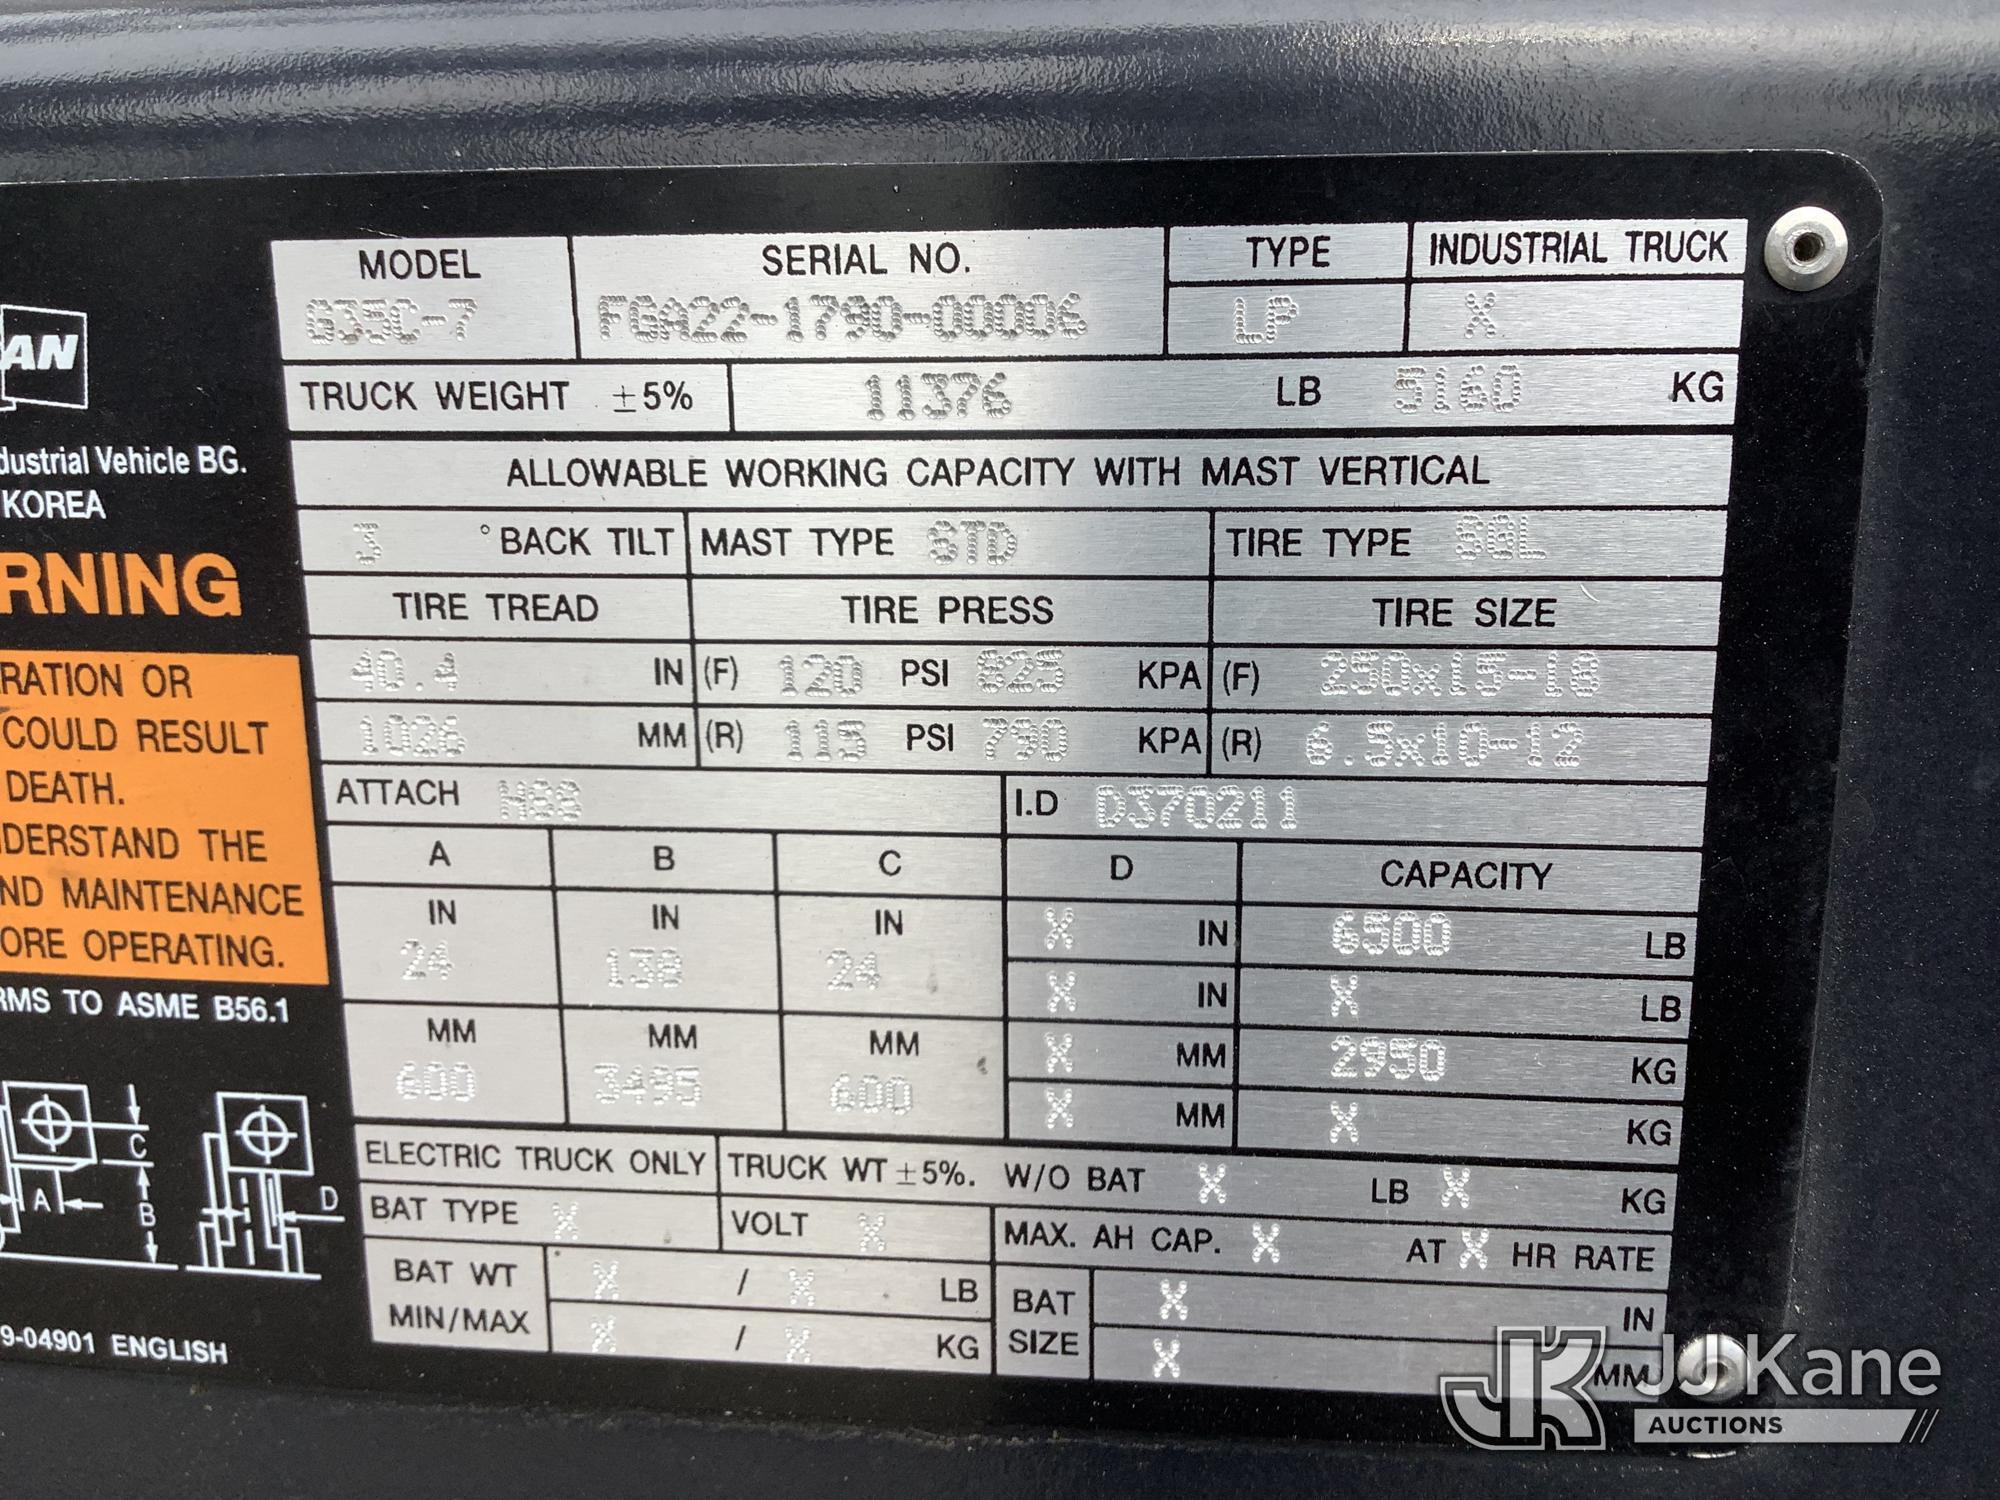 AN
dustrial Vehicle BG.
KOREA
RNING
RATION OR
COULD RESULT
DEATH.
DERSTAND THE
ND MAINTENANCE
ORE OPERATING.
RMS TO ASME B56.1
C
A
B
D
9-04901 ENGLISH
MODEL SERIAL NO. TYPE INDUSTRIAL TRUCK
G35C-7 FGA22-1790-00006 LP X
TRUCK WEIGHT ±5% 11376 LB 5160 KG
ALLOWABLE WORKING CAPACITY WITH MAST VERTICAL
3 °BACK TILT MAST TYPE STD TIRE TYPE SGL
TIRE TREAD TIRE PRESS TIRE SIZE
40.4 IN (F) 120 PSI 825 KPA (F) 250x15-18
1026 MM (R) 115 PSI 790 KPA (R) 6.5x10-12
ATTACH H88 I.D D370211
A B C D CAPACITY
IN IN IN X IN 6500 LB
24 138 24 X IN X LB
MM MM MM X MM 2950 KG
600 3495 600 X MM X KG
ELECTRIC TRUCK ONLY TRUCK WT ±5%. W/O BAT X LB X KG
BAT TYPE X VOLT X MAX. AH CAP. X AT X HR RATE
BAT WT X / X LB BAT X IN
MIN/MAX X / X KG SIZE X MM
JJ Kane
AUCTIONS